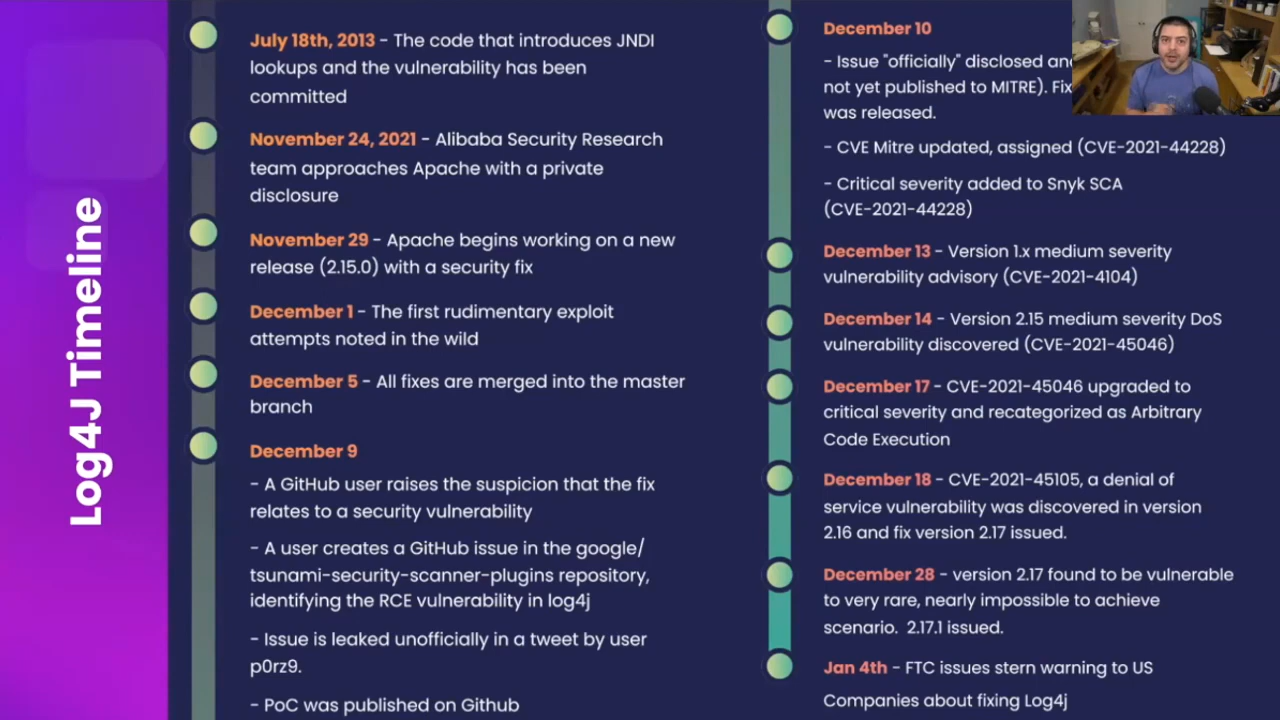 Log4J Timeline
July 18th, 2013 - The code that introduces JNDI
lookups and the vulnerability has been
committed
November 24, 2021 - Alibaba Security Research
team approaches Apache with a private
disclosure
November 29 - Apache begins working on a new
release (2.15.0) with a security fix
December 1 - The first rudimentary exploit
attempts noted in the wild
December 5 - All fixes are merged into the master
branch
December 9
- A GitHub user raises the suspicion that the fix
relates to a security vulnerability
- A user creates a GitHub issue in the google/
tsunami-security-scanner-plugins repository,
identifying the RCE vulnerability in log4j
- Issue is leaked unofficially in a tweet by user
p0rz9.
- PoC was published on Github
December 10
- Issue "officially" disclosed
not yet published to MITRE). Fix
was released.
- CVE Mitre updated, assigned (CVE-2021-44228)
- Critical severity added to Snyk SCA
(CVE-2021-44228)
December 13 - Version 1.x medium severity
vulnerability advisory (CVE-2021-4104)
December 14 - Version 2.15 medium severity DoS
vulnerability discovered (CVE-2021-45046)
December 17 - CVE-2021-45046 upgraded to
critical severity and recategorized as Arbitrary
Code Execution
December 18 - CVE-2021-45105, a denial of
service vulnerability was discovered in version
2.16 and fix version 2.17 issued.
December 28 - version 2.17 found to be vulnerable
to very rare, nearly impossible to achieve
scenario. 2.17.1 issued.
Jan 4th - FTC issues stern warning to US
Companies about fixing Log4j